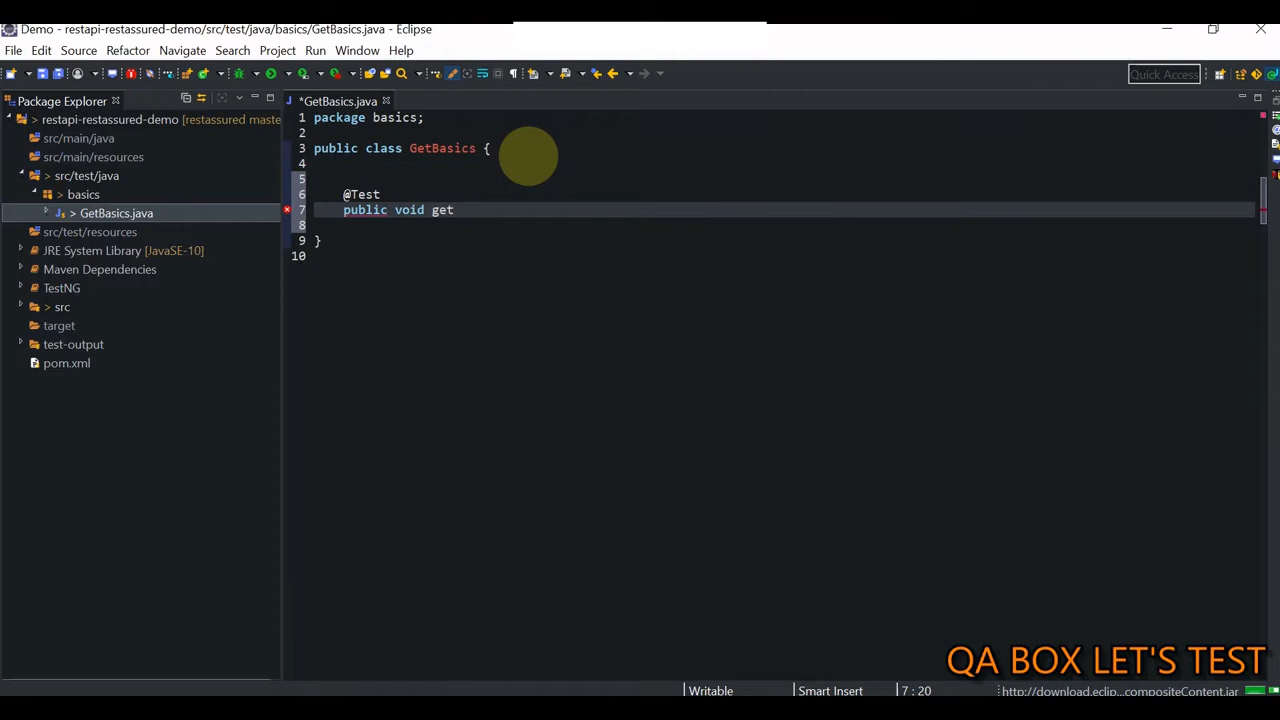 Demo - restapi-restassured-demo/src/test/java/basics/GetBasics.java - Eclipse
File Edit Source Refactor Navigate Search Project Run Window Help
Quick Access
Package Explorer
*GetBasics.java
restapi-restassured-demo [restassured maste
src/main/java
src/main/resources
src/test/java
basics
> GetBasics.java
src/test/resources
JRE System Library [JavaSE-10]
Maven Dependencies
TestNG
> src
target
test-output
pom.xml
1 package basics;
2
3 public class GetBasics {
4
5
6 @Test
7 public void get
8
9 }
10
QA BOX LET'S TEST
Writable
Smart Insert
7 : 20
http://download.eclip...compositeContent.jar